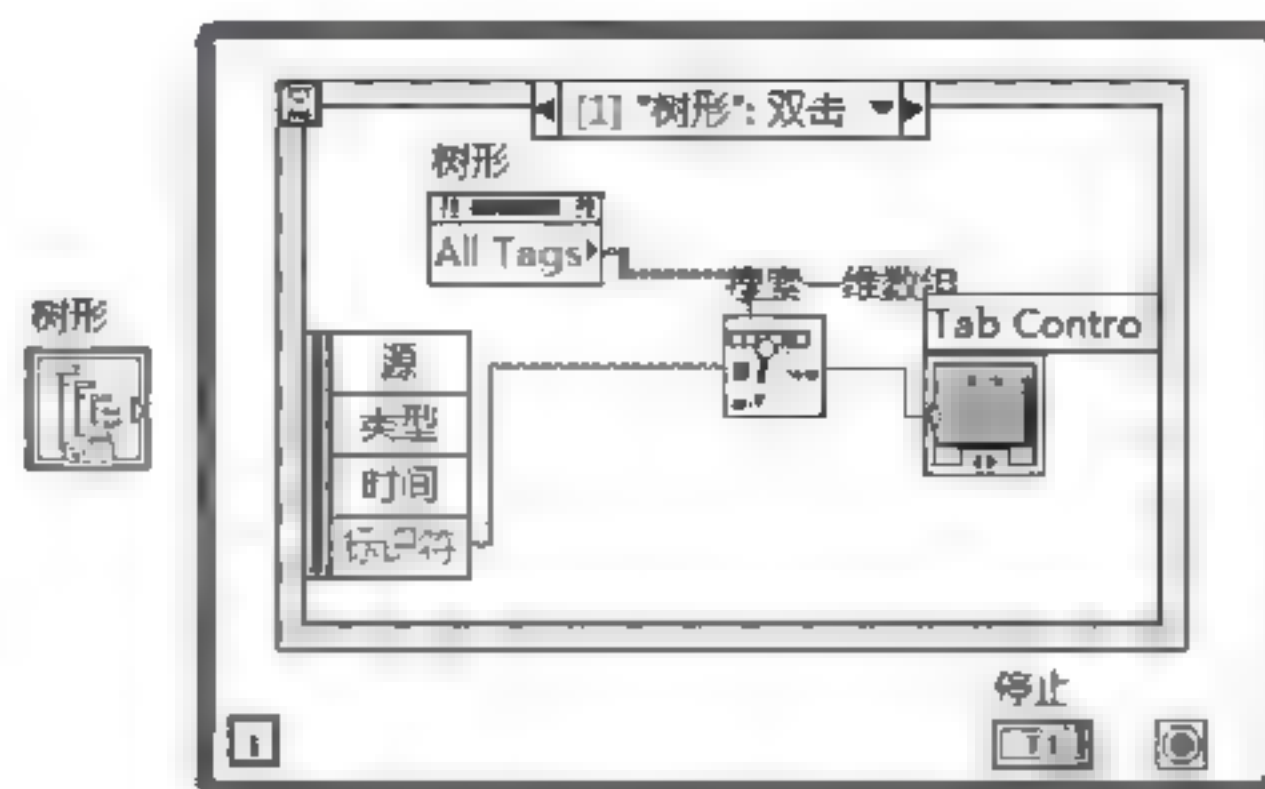 [1] "树形": 双击
树形
All Tags
搜索一维数组
Tab Contro
树形
源
类型
时间
标识符
停止
i